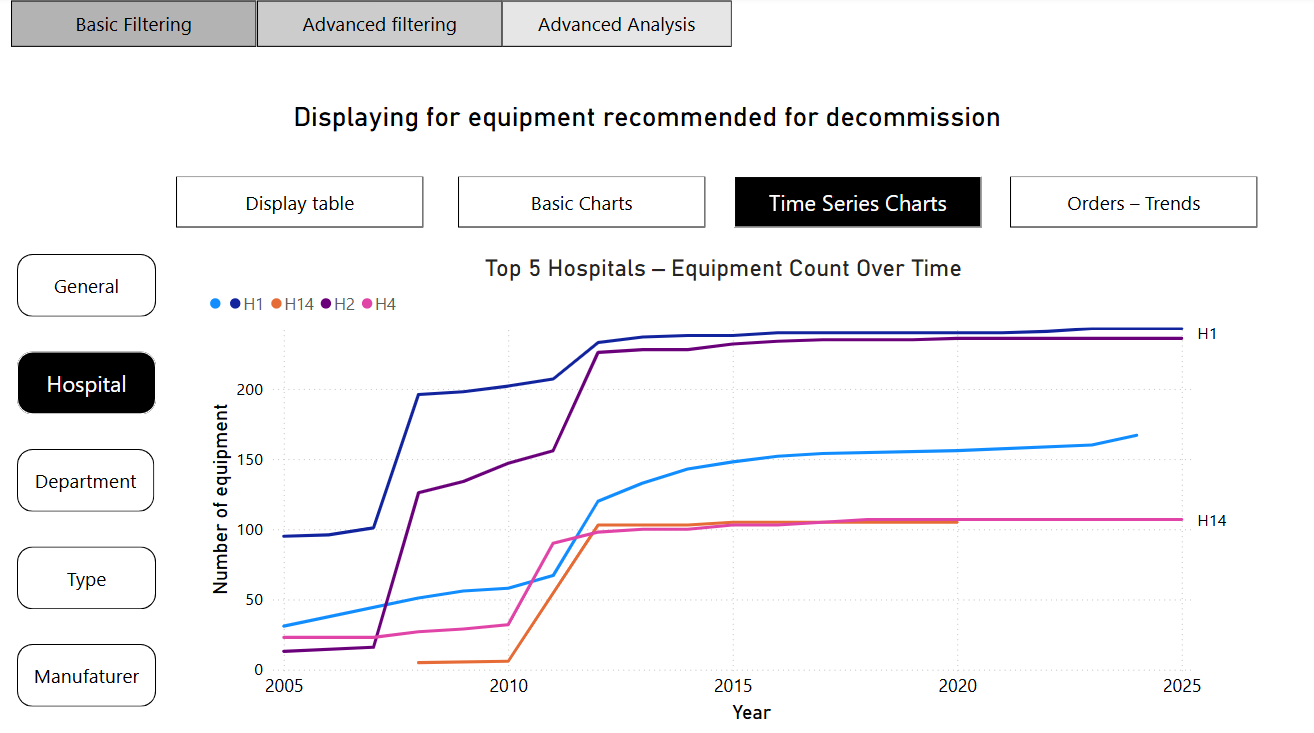 Basic Filtering
Advanced filtering
Advanced Analysis
Displaying for equipment recommended for decommission
Display table
Basic Charts
Time Series Charts
Orders – Trends
General
Hospital
Department
Type
Manufaturer
Top 5 Hospitals – Equipment Count Over Time
H1 H14 H2 H4
Number of equipment
200
150
100
50
0
H1
H14
2005 2010 2015 2020 2025
Year